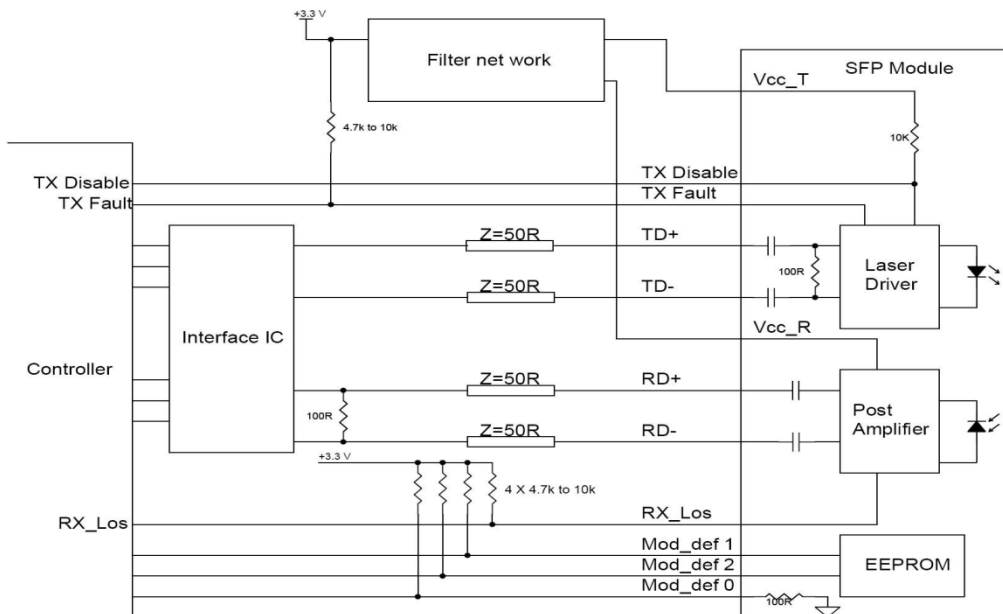 +3.3 V
Filter net work
SFP Module
Vcc_T
4.7k to 10k
10K
TX Disable
TX Disable
TX Fault
TX Fault
Z=50R
TD+
100R
Laser
Driver
Z=50R
TD-
Interface IC
Vcc_R
Controller
Z=50R
RD+
100R
Post
Amplifier
Z=50R
RD-
+3.3 V
4 X 4.7k to 10k
RX_Los
RX_Los
Mod_def 1
Mod_def 2
EEPROM
Mod_def 0
100R